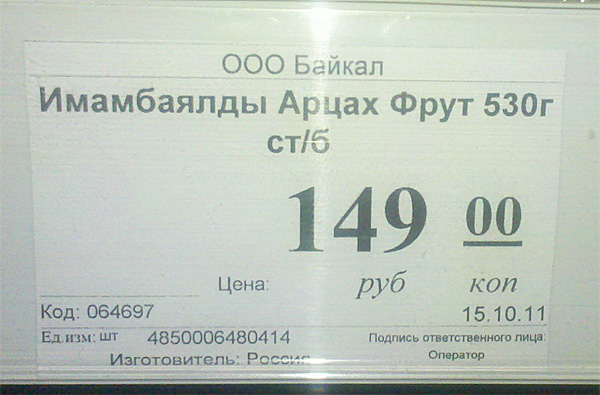 ООО Байкал
Имамбаялды Арцах Фрут 530г
ст/б
149 00
Цена: руб коп
Код: 064697 15.10.11
Ед.изм: шт 4850006480414 Подпись ответственного лица:
Изготовитель: Россия Оператор